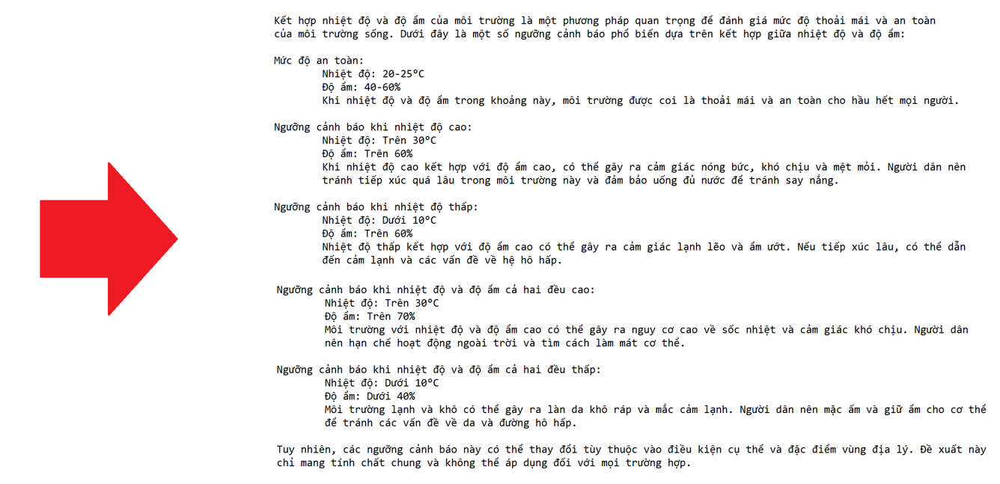 Kết hợp nhiệt độ và độ ẩm của môi trường là một phương pháp quan trọng để đánh giá mức độ thoải mái và an toàn
của môi trường sống. Dưới đây là một số ngưỡng cảnh báo phổ biến dựa trên kết hợp giữa nhiệt độ và độ ẩm:
Mức độ an toàn:
Nhiệt độ: 20-25°C
Độ ẩm: 40-60%
Khi nhiệt độ và độ ẩm trong khoảng này, môi trường được coi là thoải mái và an toàn cho hầu hết mọi người.
Ngưỡng cảnh báo khi nhiệt độ cao:
Nhiệt độ: Trên 30°C
Độ ẩm: Trên 60%
Khi nhiệt độ cao kết hợp với độ ẩm cao, có thể gây ra cảm giác nóng bức, khó chịu và mệt mỏi. Người dân nên
tránh tiếp xúc quá lâu trong môi trường này và đảm bảo uống đủ nước để tránh say nắng.
Ngưỡng cảnh báo khi nhiệt độ thấp:
Nhiệt độ: Dưới 10°C
Độ ẩm: Trên 60%
Nhiệt độ thấp kết hợp với độ ẩm cao có thể gây ra cảm giác lạnh lẽo và ẩm ướt. Nếu tiếp xúc lâu, có thể dẫn
đến cảm lạnh và các vấn đề về hệ hô hấp.
Ngưỡng cảnh báo khi nhiệt độ và độ ẩm cả hai đều cao:
Nhiệt độ: Trên 30°C
Độ ẩm: Trên 70%
Môi trường với nhiệt độ và độ ẩm cao có thể gây ra nguy cơ cao về sốc nhiệt và cảm giác khó chịu. Người dân
nên hạn chế hoạt động ngoài trời và tìm cách làm mát cơ thể.
Ngưỡng cảnh báo khi nhiệt độ và độ ẩm cả hai đều thấp:
Nhiệt độ: Dưới 10°C
Độ ẩm: Dưới 40%
Môi trường lạnh và khô có thể gây ra làn da khô ráp và mắc cảm lạnh. Người dân nên mặc ấm và giữ ẩm cho cơ thể
để tránh các vấn đề về da và đường hô hấp.
Tuy nhiên, các ngưỡng cảnh báo này có thể thay đổi tùy thuộc vào điều kiện cụ thể và đặc điểm vùng địa lý. Đề xuất này
chỉ mang tính chất chung và không thể áp dụng đối với mọi trường hợp.